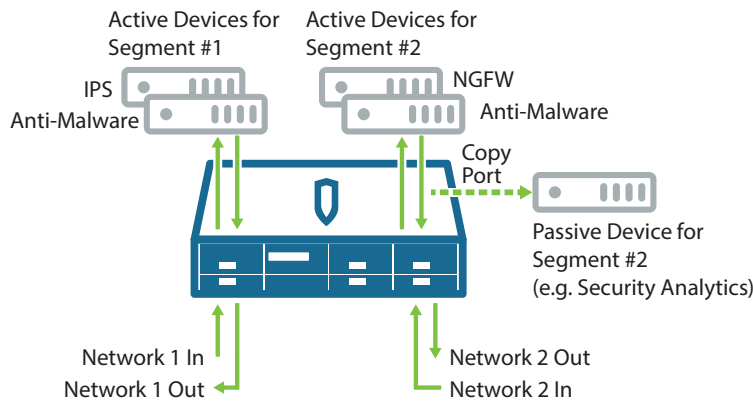 Active Devices for
Segment #1
Active Devices for
Segment #2
IPS
Anti-Malware
NGFW
Anti-Malware
Copy
Port
Passive Device for
Segment #2
(e.g. Security Analytics)
Network 1 In
Network 1 Out
Network 2 Out
Network 2 In